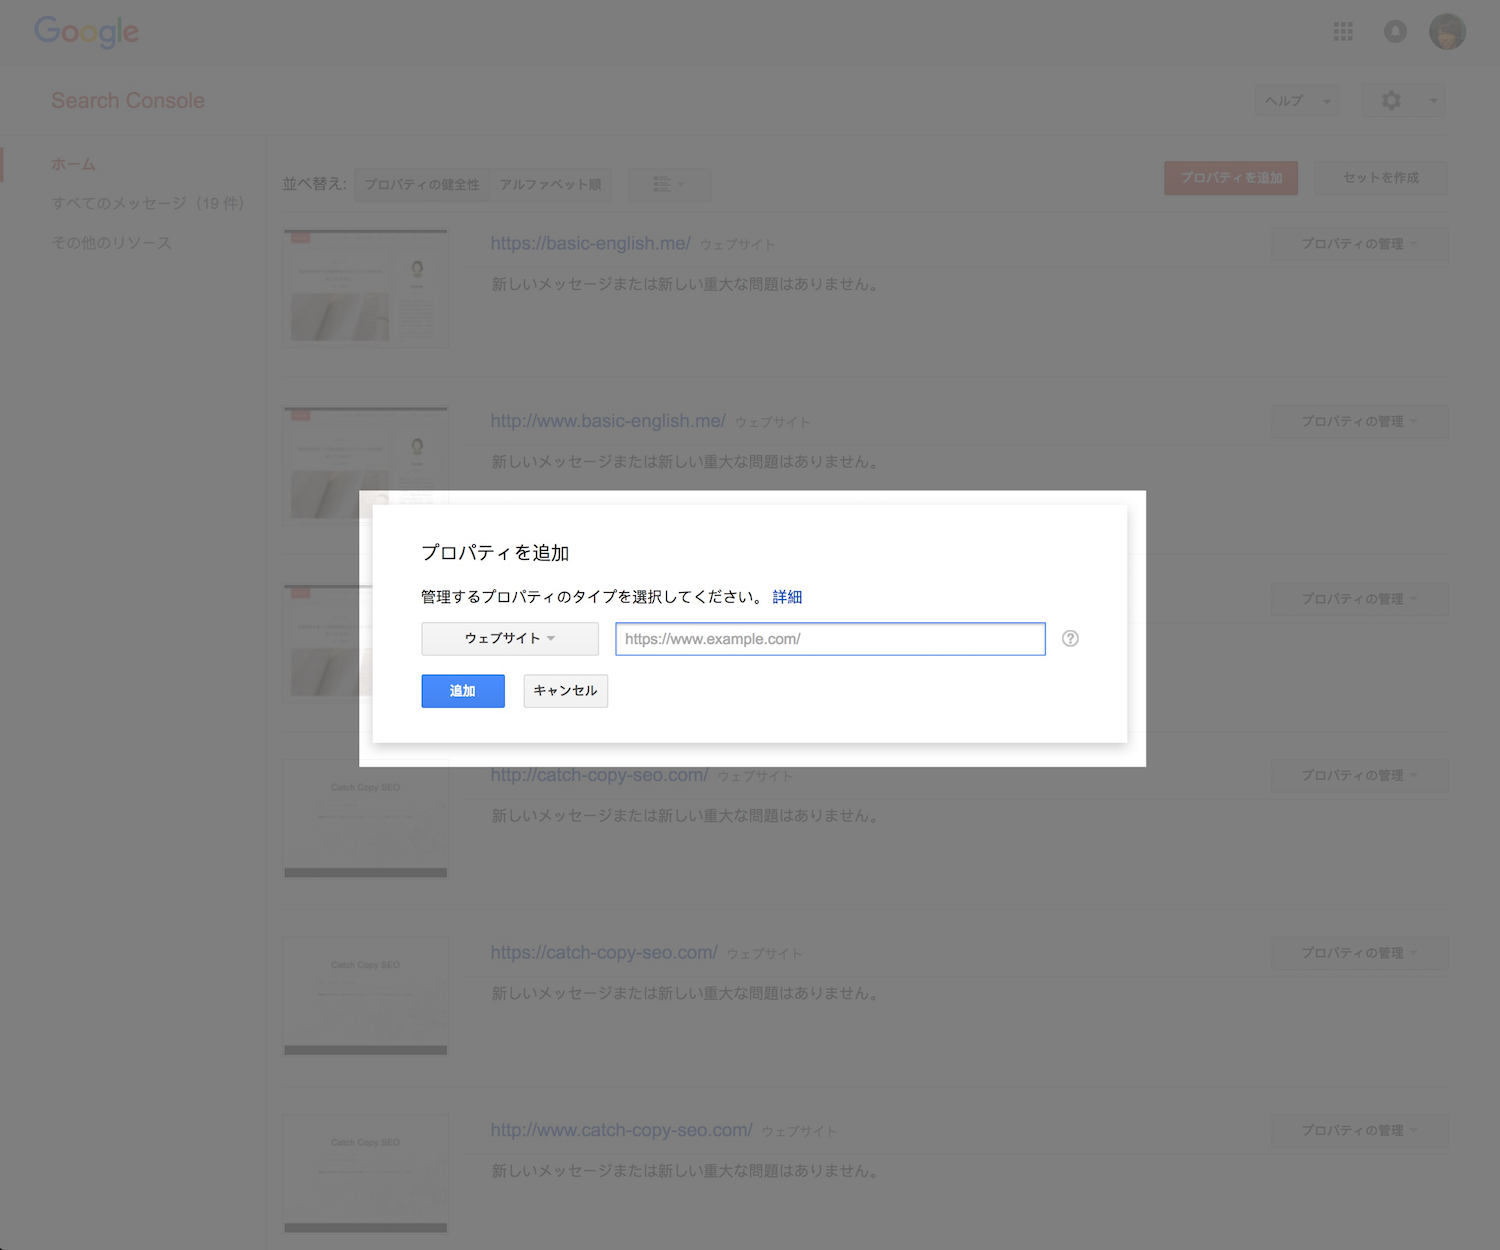 Google
Search Console
ヘルプ
ホーム
すべてのメッセージ（19 件）
その他のリソース
並べ替え: プロパティの健全性 アルファベット順
プロパティを追加 セットを作成
https://basic-english.me/ ウェブサイト プロパティの管理
新しいメッセージまたは新しい重大な問題はありません。
http://www.basic-english.me/ ウェブサイト プロパティの管理
新しいメッセージまたは新しい重大な問題はありません。
プロパティを追加
管理するプロパティのタイプを選択してください。 詳細
ウェブサイト https://www.example.com/ ?
追加 キャンセル
プロパティの管理
http://catch-copy-seo.com/ ウェブサイト プロパティの管理
Catch Copy SEO
新しいメッセージまたは新しい重大な問題はありません。
https://catch-copy-seo.com/ ウェブサイト プロパティの管理
Catch Copy SEO
新しいメッセージまたは新しい重大な問題はありません。
http://www.catch-copy-seo.com/ ウェブサイト プロパティの管理
Catch Copy SEO
新しいメッセージまたは新しい重大な問題はありません。